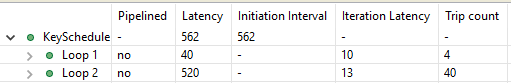 Pipelined Latency Initiation Interval Iteration Latency Trip count
KeySchedule - 562 562 - -
Loop 1 no 40 - 10 4
Loop 2 no 520 - 13 40